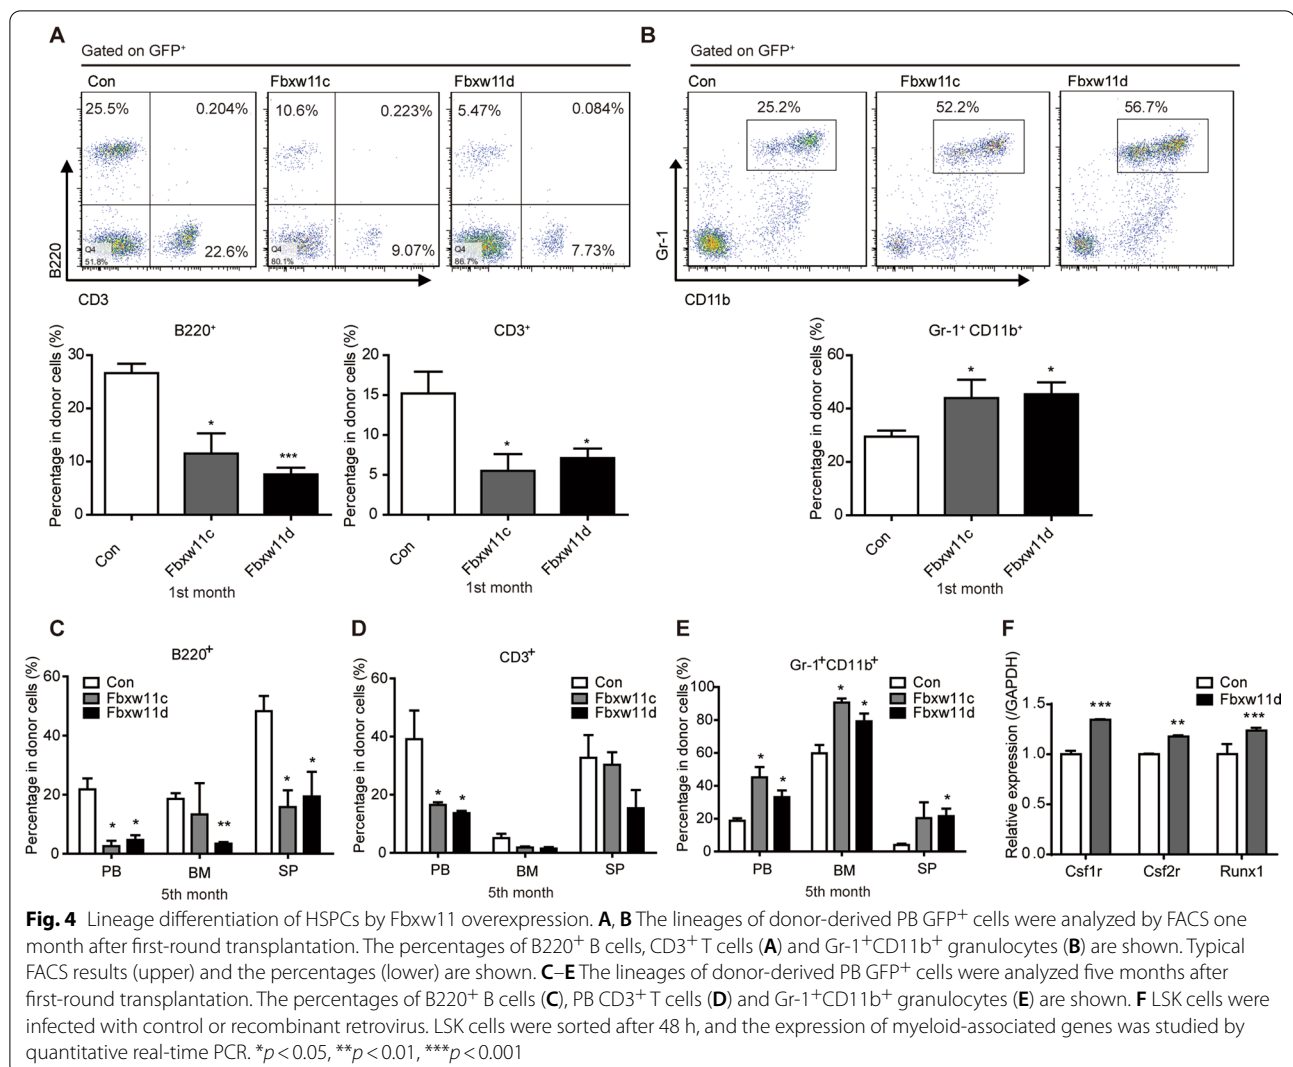 A
Gated on GFP+
Con
Fbxw11c
Fbxw11d
25.5%
0.204%
10.6%
0.223%
5.47%
0.084%
Q4
51.8%
22.6%
Q4
80.1%
9.07%
Q4
86.7%
7.73%
B220
CD3
B
Gated on GFP+
Con
Fbxw11c
Fbxw11d
25.2%
52.2%
56.7%
Gr-1
CD11b
B220+
Percentage in donor cells (%)
30
20
10
0
*
***
Con
Fbxw11c
Fbxw11d
1st month
CD3+
Percentage in donor cells (%)
20
15
10
5
0
*
*
Con
Fbxw11c
Fbxw11d
1st month
Gr-1+ CD11b+
Percentage in donor cells (%)
60
40
20
0
*
*
Con
Fbxw11c
Fbxw11d
1st month
C
B220+
Percentage in donor cells (%)
60
40
20
0
Con
Fbxw11c
Fbxw11d
*
*
**
*
*
PB
BM
SP
5th month
D
CD3+
Percentage in donor cells (%)
60
40
20
0
Con
Fbxw11c
Fbxw11d
*
*
PB
BM
SP
5th month
E
Gr-1+CD11b+
Percentage in donor cells (%)
100
80
60
40
20
0
Con
Fbxw11c
Fbxw11d
*
*
*
*
*
PB
BM
SP
5th month
F
Relative expression (/GAPDH)
1.5
1.0
0.5
0.0
Con
Fbxw11d
***
**
***
Csf1r
Csf2r
Runx1
Fig. 4 Lineage differentiation of HSPCs by Fbxw11 overexpression. A, B The lineages of donor-derived PB GFP+ cells were analyzed by FACS one
month after first-round transplantation. The percentages of B220+ B cells, CD3+ T cells (A) and Gr-1+CD11b+ granulocytes (B) are shown. Typical
FACS results (upper) and the percentages (lower) are shown. C–E The lineages of donor-derived PB GFP+ cells were analyzed five months after
first-round transplantation. The percentages of B220+ B cells (C), PB CD3+ T cells (D) and Gr-1+CD11b+ granulocytes (E) are shown. F LSK cells were
infected with control or recombinant retrovirus. LSK cells were sorted after 48 h, and the expression of myeloid-associated genes was studied by
quantitative real-time PCR. *p < 0.05, **p < 0.01, ***p < 0.001